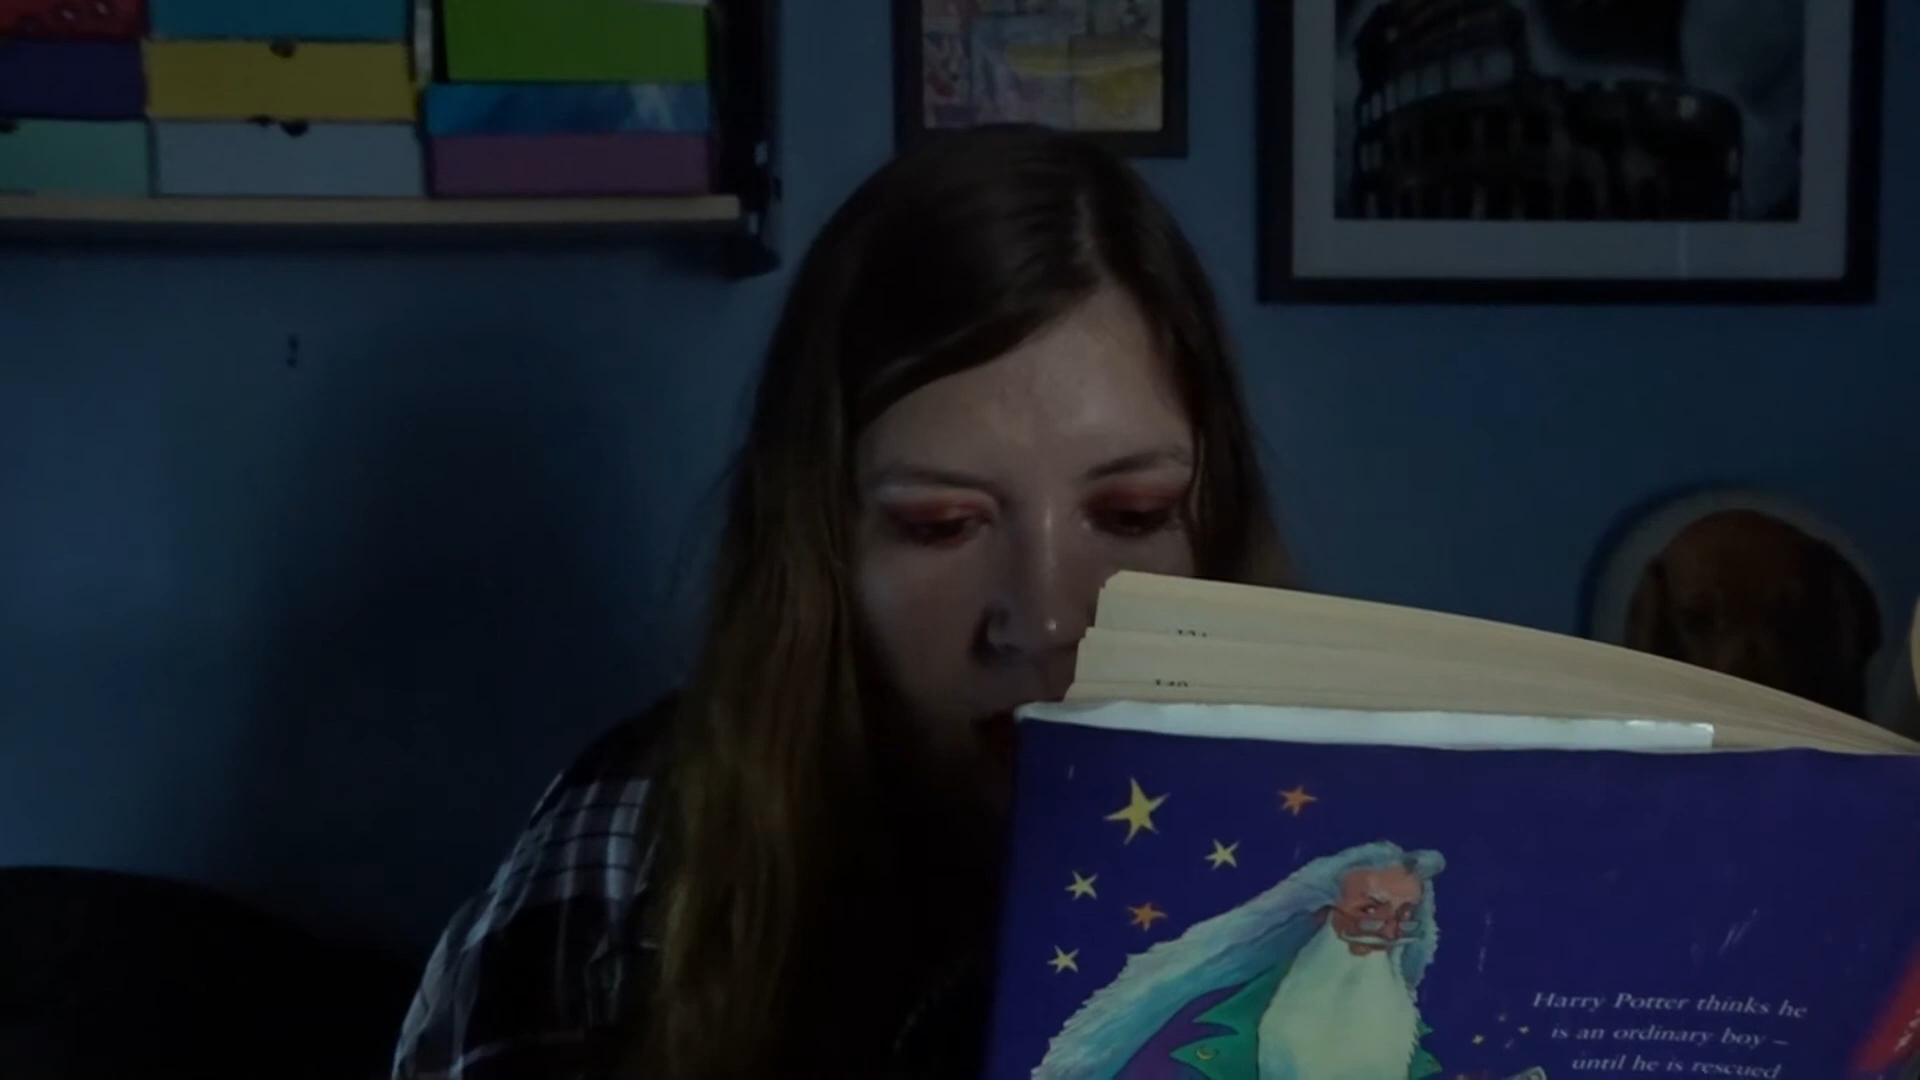 Harry Potter thinks he
is an ordinary boy –
until he is rescued